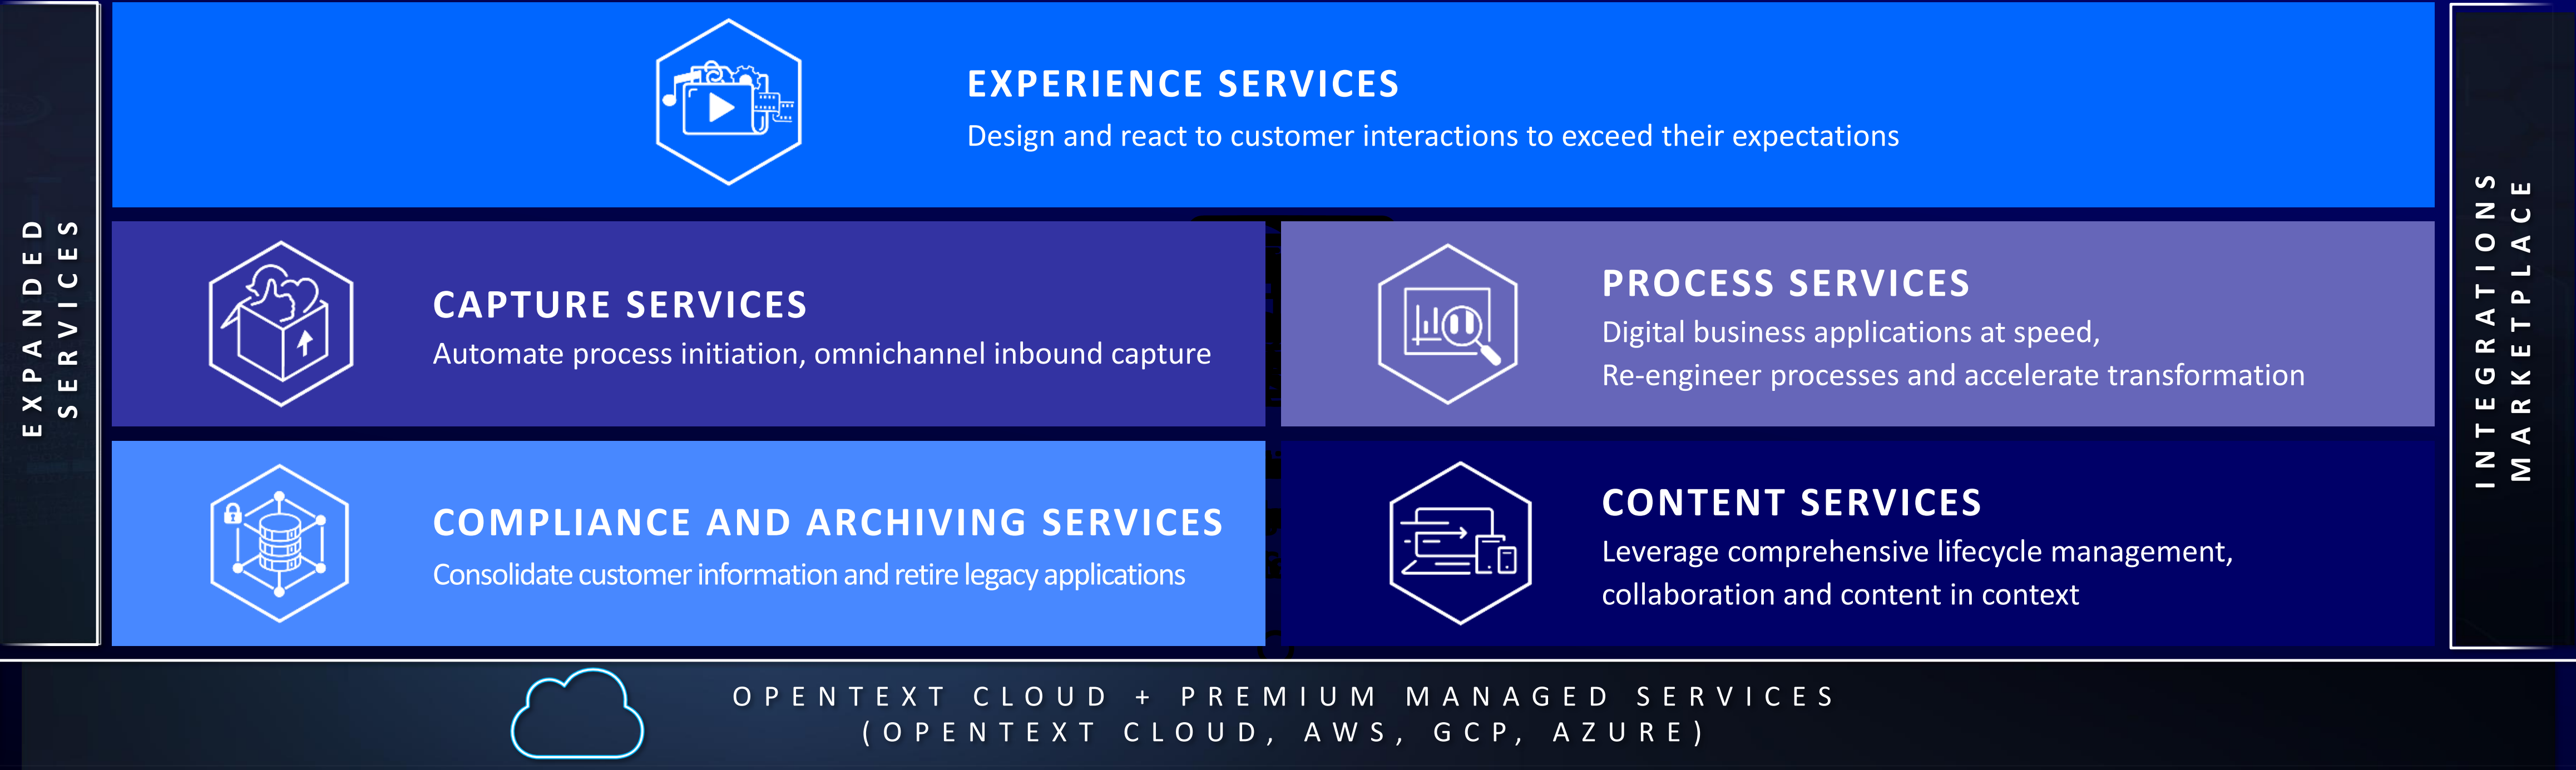 EXPANDED
SERVICES
EXPERIENCE SERVICES
Design and react to customer interactions to exceed their expectations
CAPTURE SERVICES
Automate process initiation, omnichannel inbound capture
PROCESS SERVICES
Digital business applications at speed,
Re-engineer processes and accelerate transformation
COMPLIANCE AND ARCHIVING SERVICES
Consolidate customer information and retire legacy applications
CONTENT SERVICES
Leverage comprehensive lifecycle management,
collaboration and content in context
INTEGRATIONS
MARKETPLACE
OPENTEXT CLOUD + PREMIUM MANAGED SERVICES
(OPENTEXT CLOUD, AWS, GCP, AZURE)